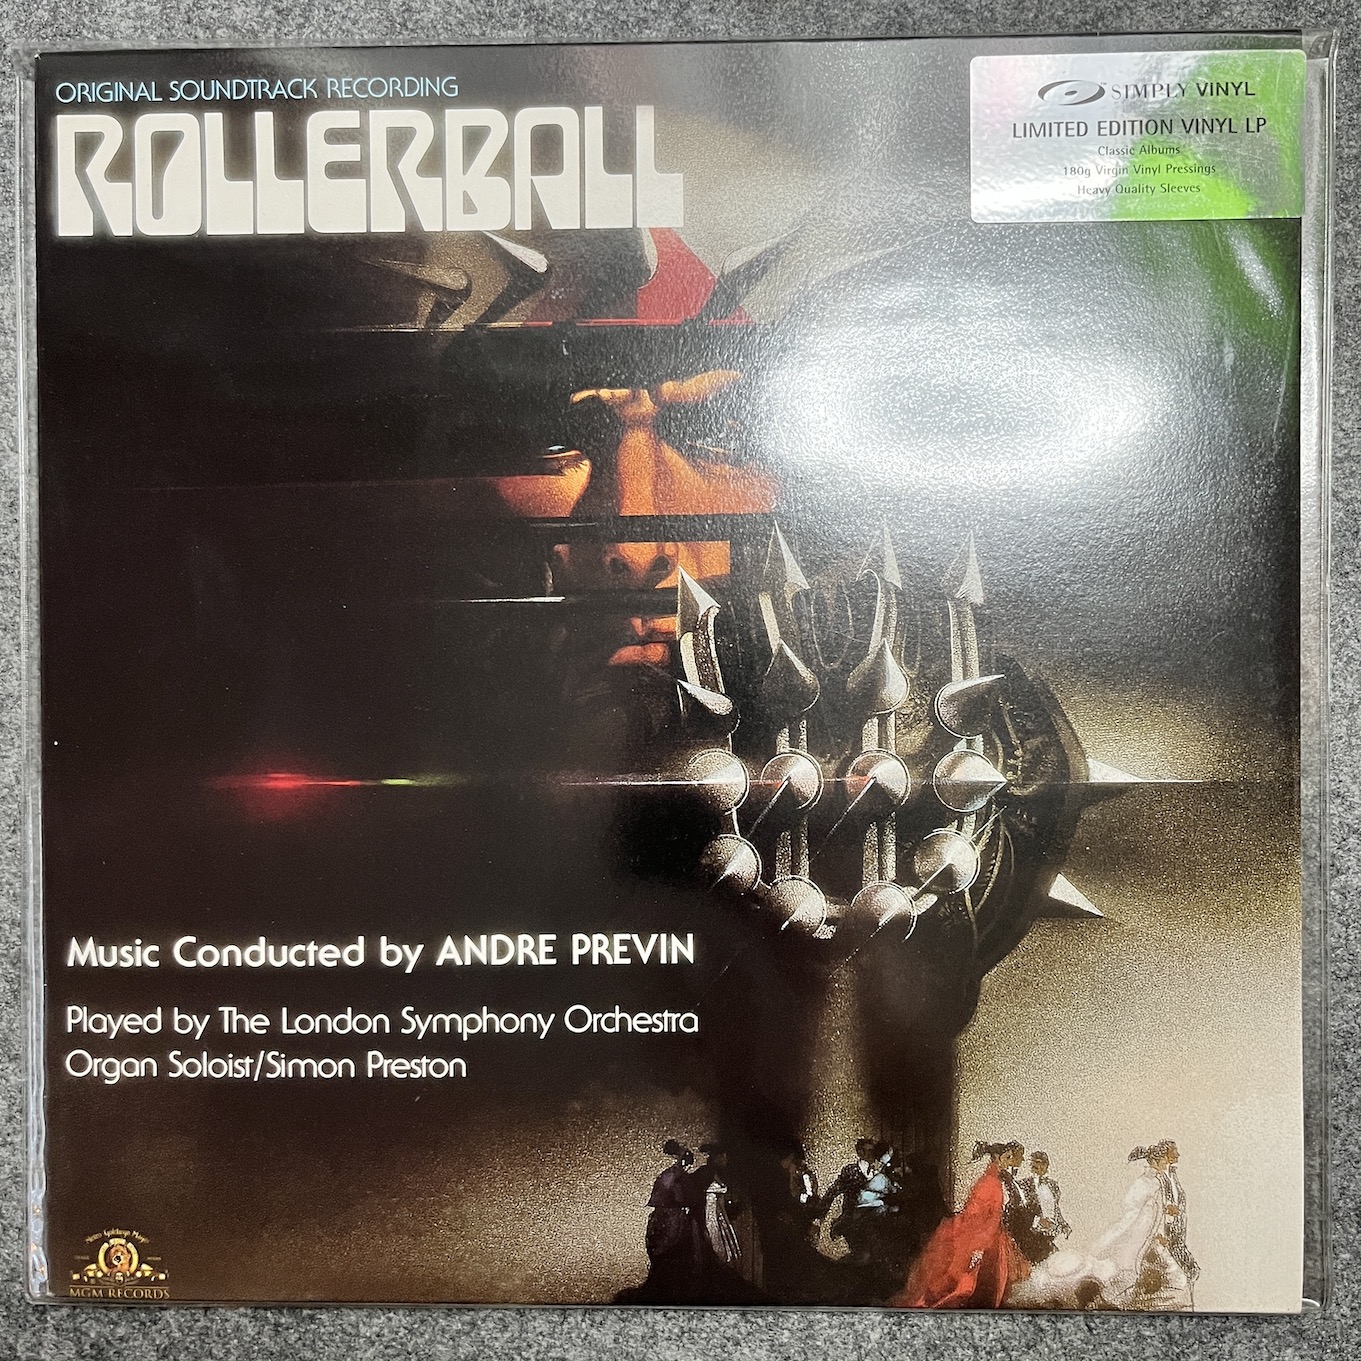 ORIGINAL SOUNDTRACK RECORDING
ROLLERBALL
SIMPLY VINYL
LIMITED EDITION VINYL LP
Classic Albums
180g Virgin Vinyl Pressings
Heavy Quality Sleeves
Music Conducted by ANDRE PREVIN
Played by The London Symphony Orchestra
Organ Soloist/Simon Preston
MGM RECORDS